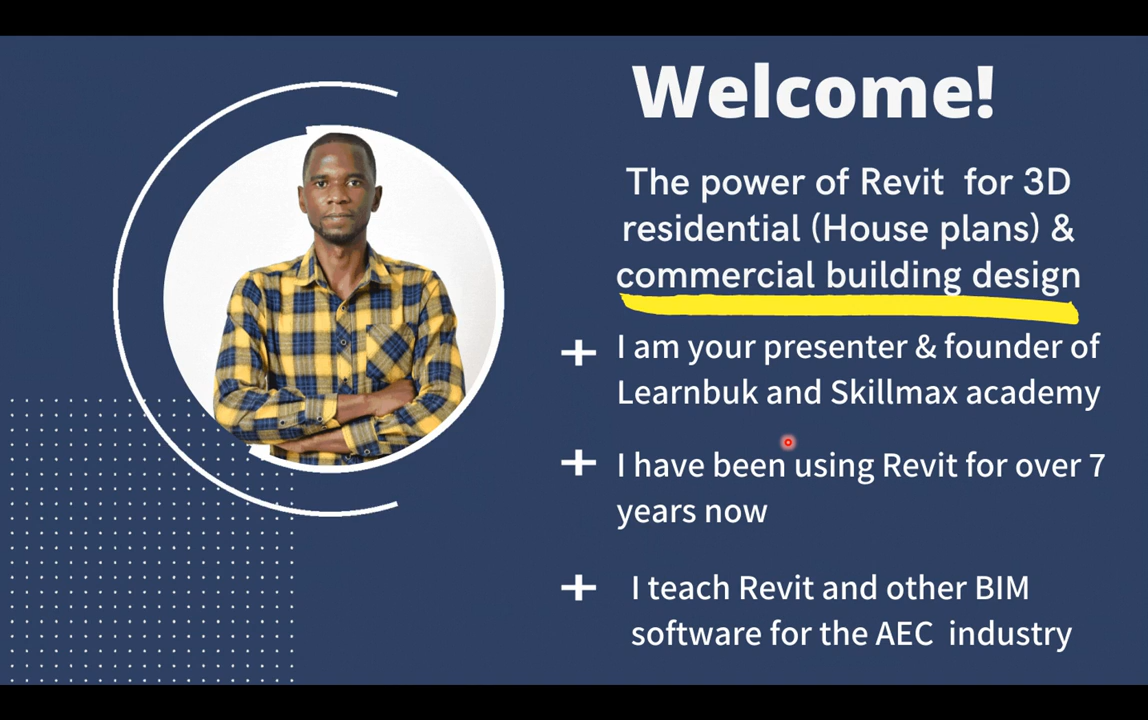 Welcome!
The power of Revit for 3D
residential (House plans) &
commercial building design
I am your presenter & founder of
Learnbuk and Skillmax academy
I have been using Revit for over 7
years now
I teach Revit and other BIM
software for the AEC industry